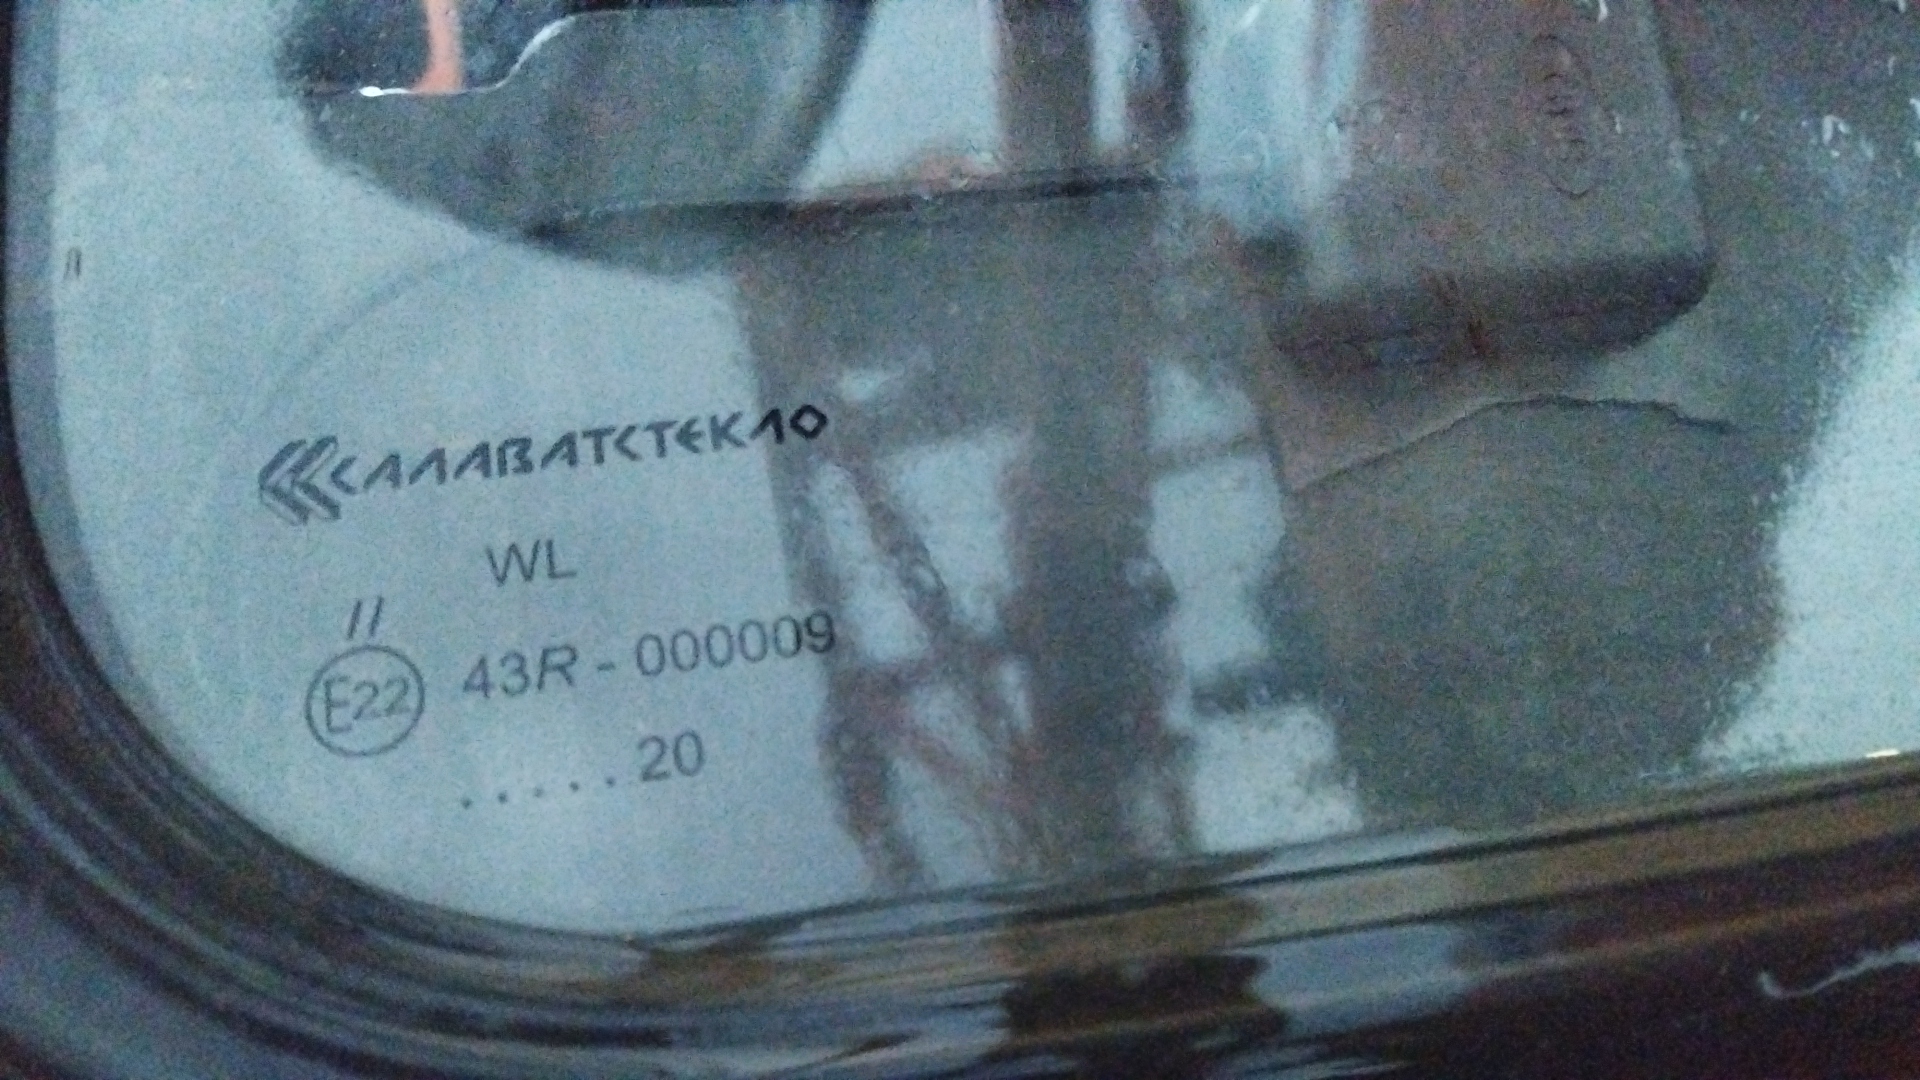 САЛАВАТСТЕКЛО
WL
II
E22 43R - 000009
.....20